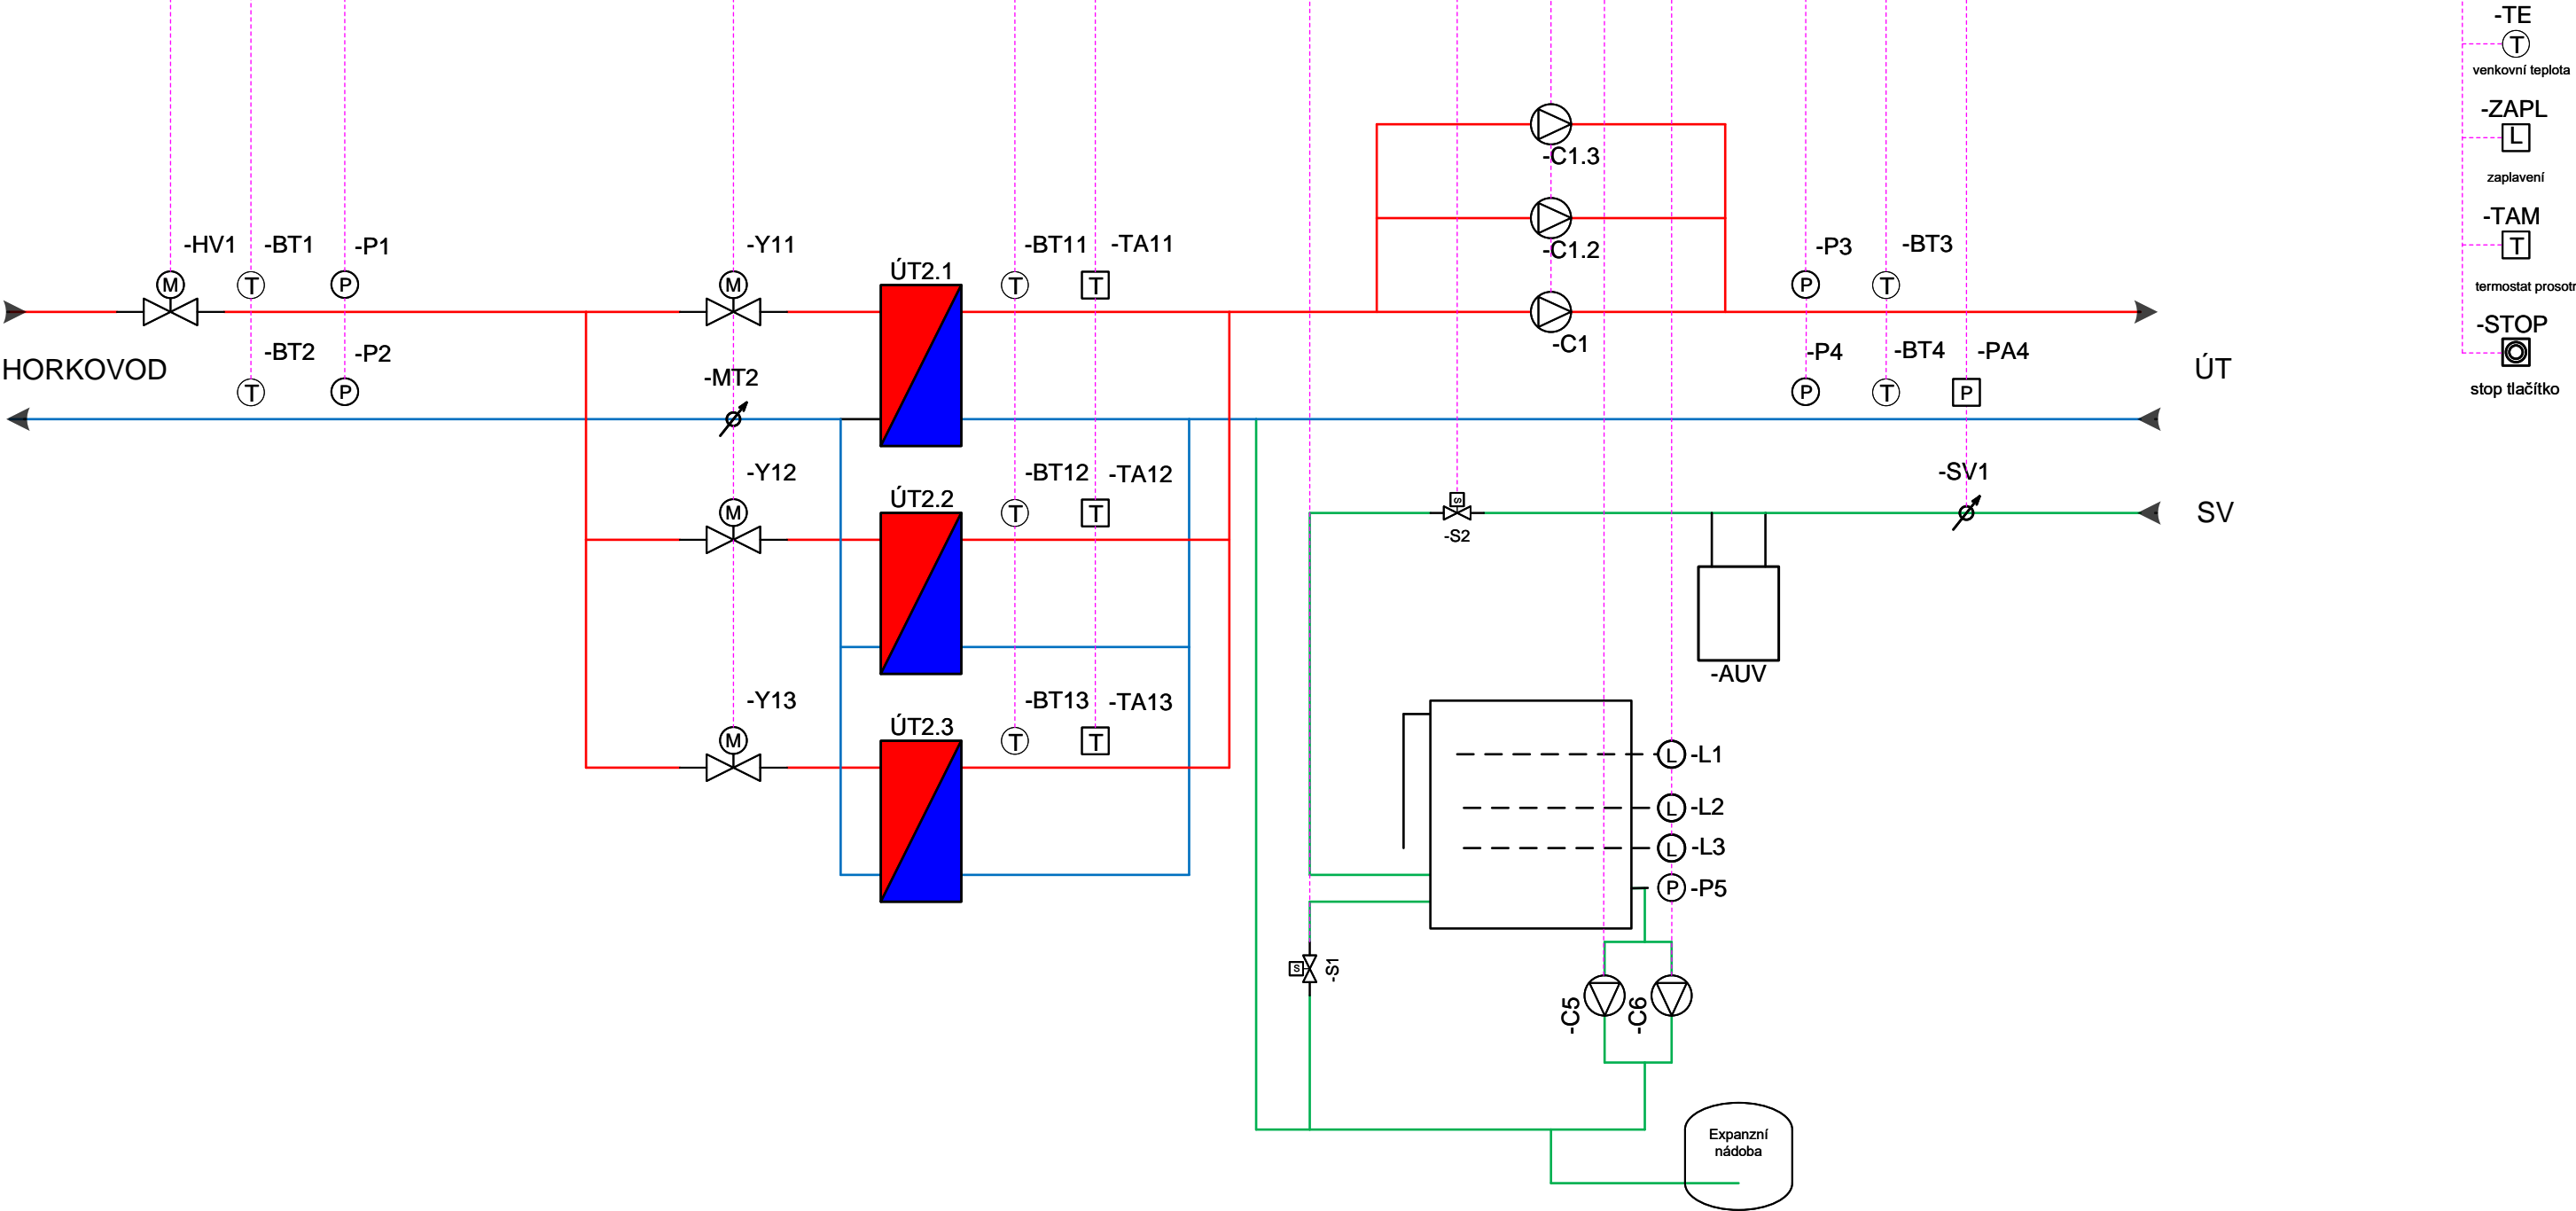 -TE
T
venkovní teplota
-ZAPL
L
zaplavení
-TAM
T
termostat prosotr
-STOP
stop tlačítko
-C1.3
-C1.2
-C1
-HV1
M
-BT1
T
-P1
P
-Y11
M
ÚT2.1
-BT11
T
-TA11
T
-P3
P
-BT3
T
HORKOVOD
-BT2
T
-P2
P
-MT2
-P4
P
-BT4
T
-PA4
P
ÚT
-Y12
M
ÚT2.2
-BT12
T
-TA12
T
S
-S2
-SV1
SV
-AUV
-Y13
M
ÚT2.3
-BT13
T
-TA13
T
L
-L1
L
-L2
L
-L3
P
-P5
S
-S1
-C5
-C6
Expanzní
nádoba